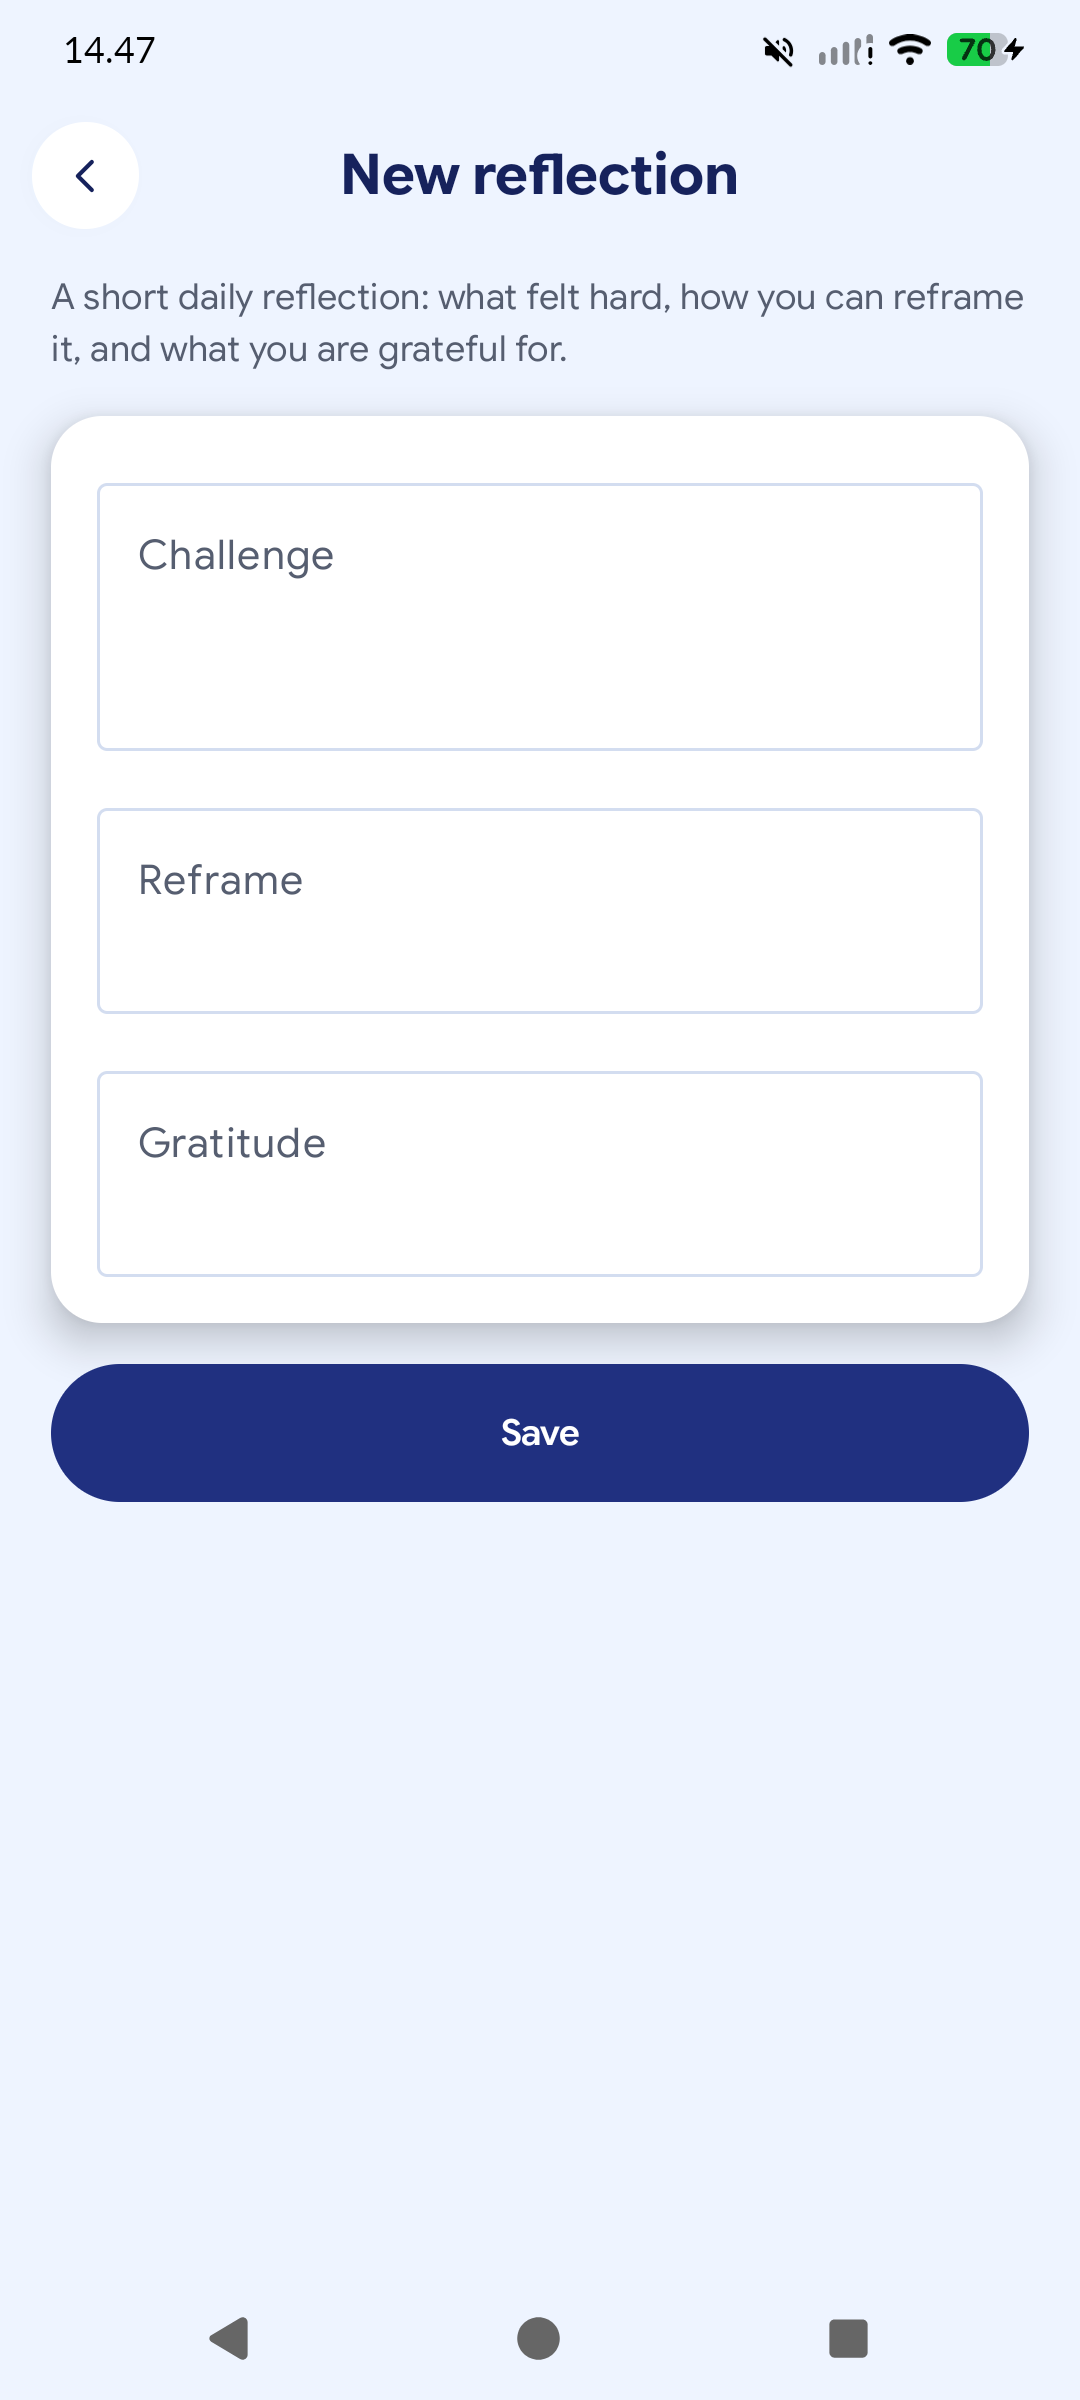 14.47
70
New reflection
A short daily reflection: what felt hard, how you can reframe
it, and what you are grateful for.
Challenge
Reframe
Gratitude
Save